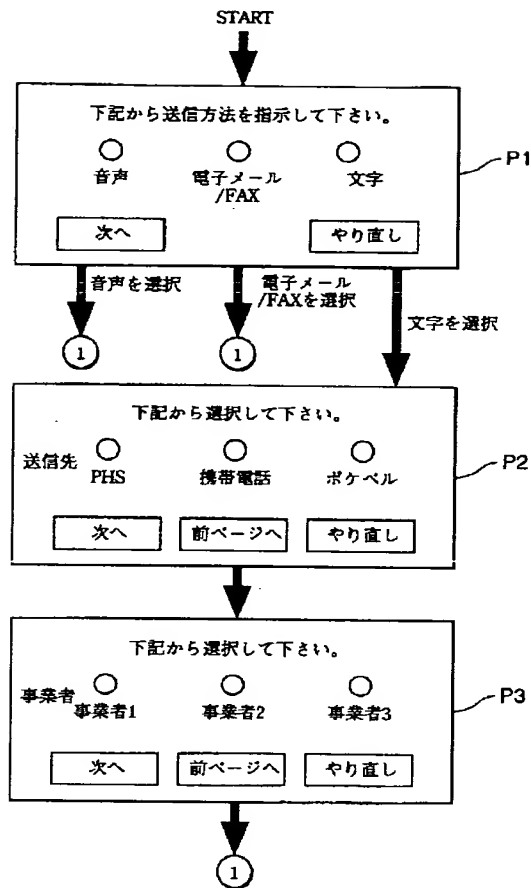 START
下記から送信方法を指示して下さい。
音声
電子メール
/FAX
文字
次へ
やり直し
P1
音声を選択
電子メール
/FAXを選択
文字を選択
1
1
下記から選択して下さい。
送信先
PHS
携帯電話
ポケベル
次へ
前ページへ
やり直し
P2
下記から選択して下さい。
事業者
事業者1
事業者2
事業者3
次へ
前ページへ
やり直し
P3
1